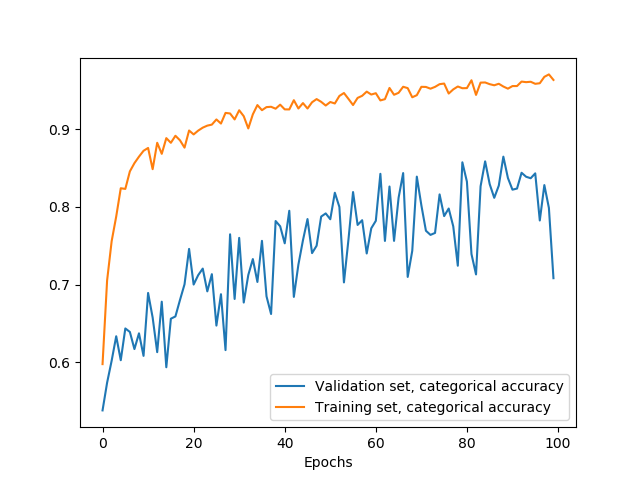 0.9
0.8
0.7
0.6
Validation set, categorical accuracy
Training set, categorical accuracy
0 20 40 60 80 100
Epochs